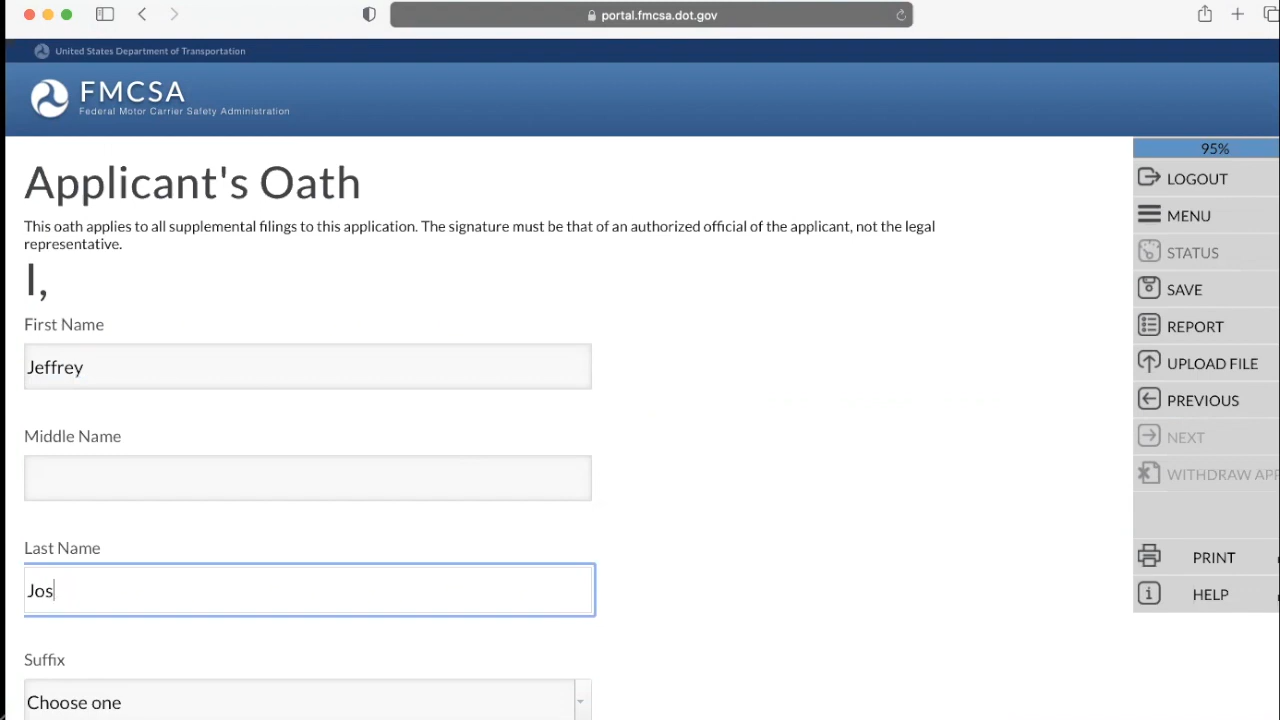 portal.fmcsa.dot.gov
United States Department of Transportation
FMCSA
Federal Motor Carrier Safety Administration
Applicant's Oath
This oath applies to all supplemental filings to this application. The signature must be that of an authorized official of the applicant, not the legal
representative.
I,
First Name
Jeffrey
Middle Name
Last Name
Jos
Suffix
Choose one
95%
LOGOUT
MENU
STATUS
SAVE
REPORT
UPLOAD FILE
PREVIOUS
NEXT
WITHDRAW APP
PRINT
HELP